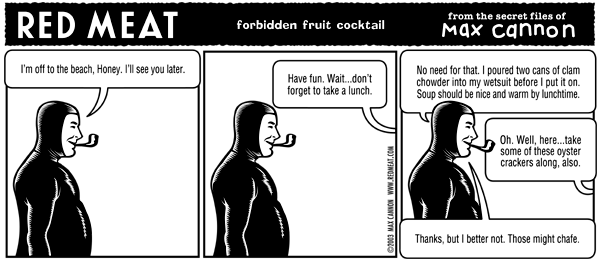 RED MEAT
forbidden fruit cocktail
from the secret files of
max cannon
I'm off to the beach, Honey. I'll see you later.
Have fun. Wait...don't
forget to take a lunch.
©2003 MAX CANNON WWW.REDMEAT.COM
No need for that. I poured two cans of clam
chowder into my wetsuit before I put it on.
Soup should be nice and warm by lunchtime.
Oh. Well, here...take
some of these oyster
crackers along, also.
Thanks, but I better not. Those might chafe.